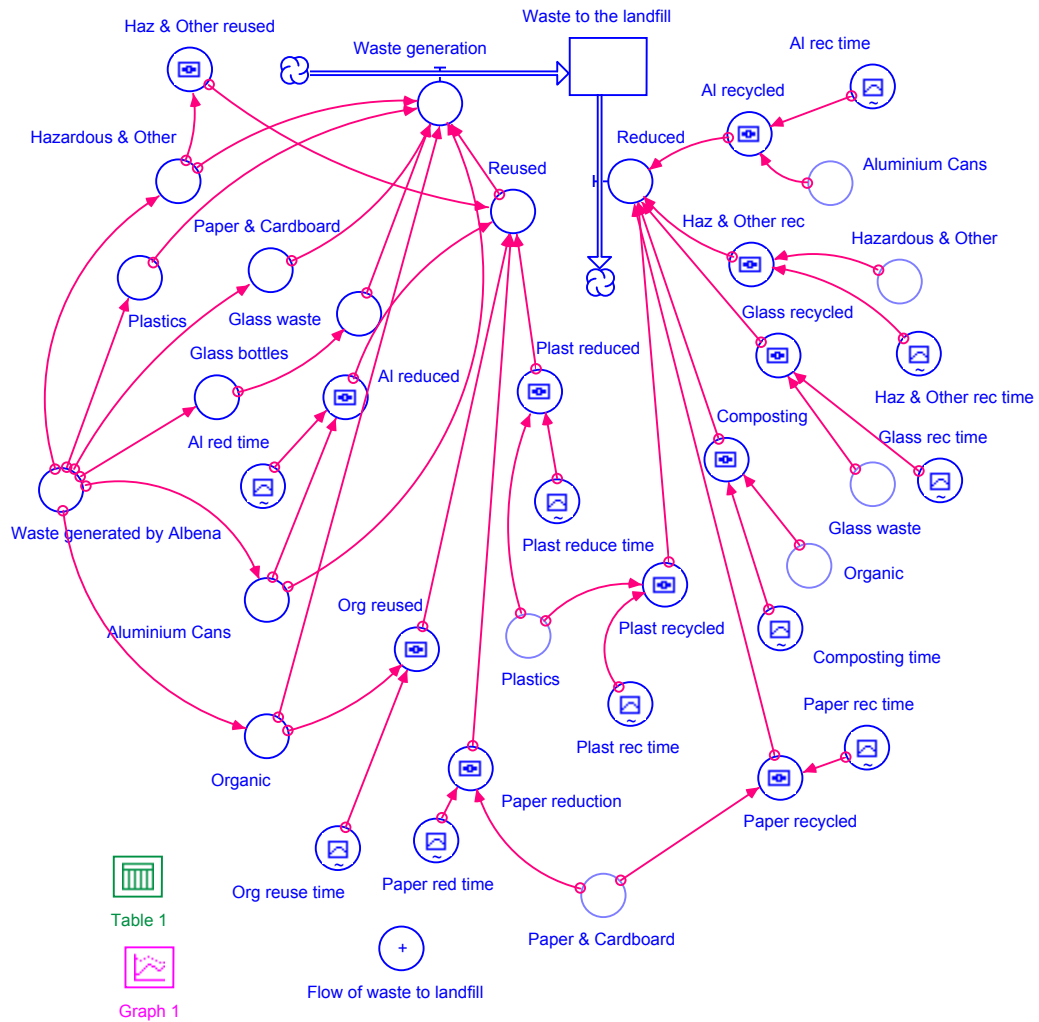 Waste to the landfill
Haz & Other reused
Waste generation
Al rec time
Al recycled
Hazardous & Other
Reduced
Aluminium Cans
Reused
Paper & Cardboard
Haz & Other rec
Hazardous & Other
Plastics
Glass waste
Glass recycled
Glass bottles
Plast reduced
Al reduced
Haz & Other rec time
Composting
Al red time
Glass rec time
~
~
~
~
~
Glass waste
Waste generated by Albena
Plast reduce time
Organic
Org reused
Aluminium Cans
Plast recycled
~
Composting time
Plastics
Paper rec time
~
Plast rec time
~
Organic
Paper reduction
Paper recycled
~
~
Org reuse time
Paper red time
Table 1
Paper & Cardboard
+
Flow of waste to landfill
Graph 1